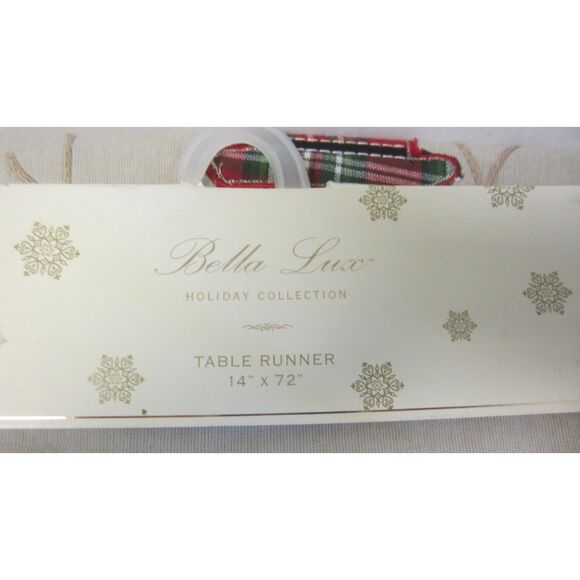 Bella Lux™
HOLIDAY COLLECTION
TABLE RUNNER
14" x 72"